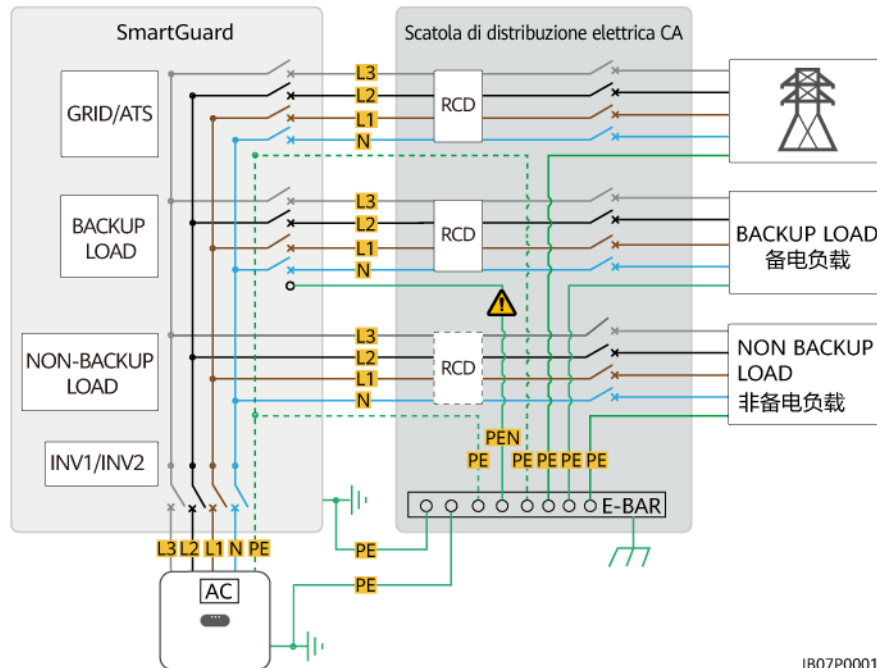 SmartGuard
Scatola di distribuzione elettrica CA
GRID/ATS
L3
L2
L1
N
RCD
BACKUP
LOAD
L3
L2
L1
N
RCD
BACKUP LOAD
备电负载
NON-BACKUP
LOAD
L3
L2
L1
N
RCD
NON BACKUP
LOAD
非备电负载
INV1/INV2
PEN
PE
PE
PE
PE
PE
E-BAR
L3
L2
L1
N
PE
PE
PE
AC
IB07P0001